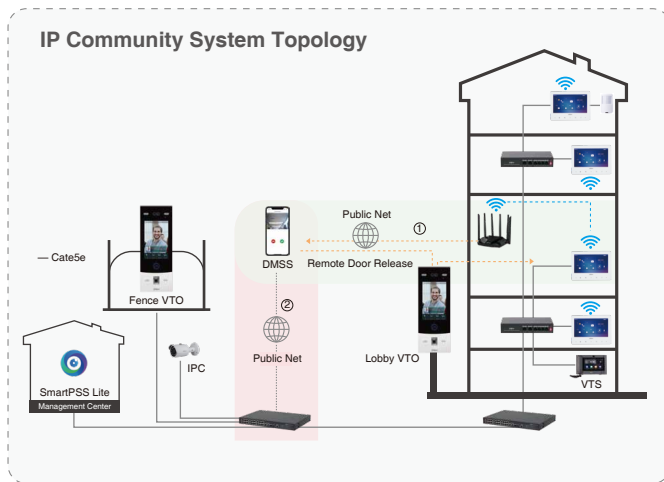 IP Community System Topology
Public Net
①
— Cate5e
DMSS
Remote Door Release
Fence VTO
②
Public Net
Lobby VTO
IPC
SmartPSS Lite
Management Center
VTS